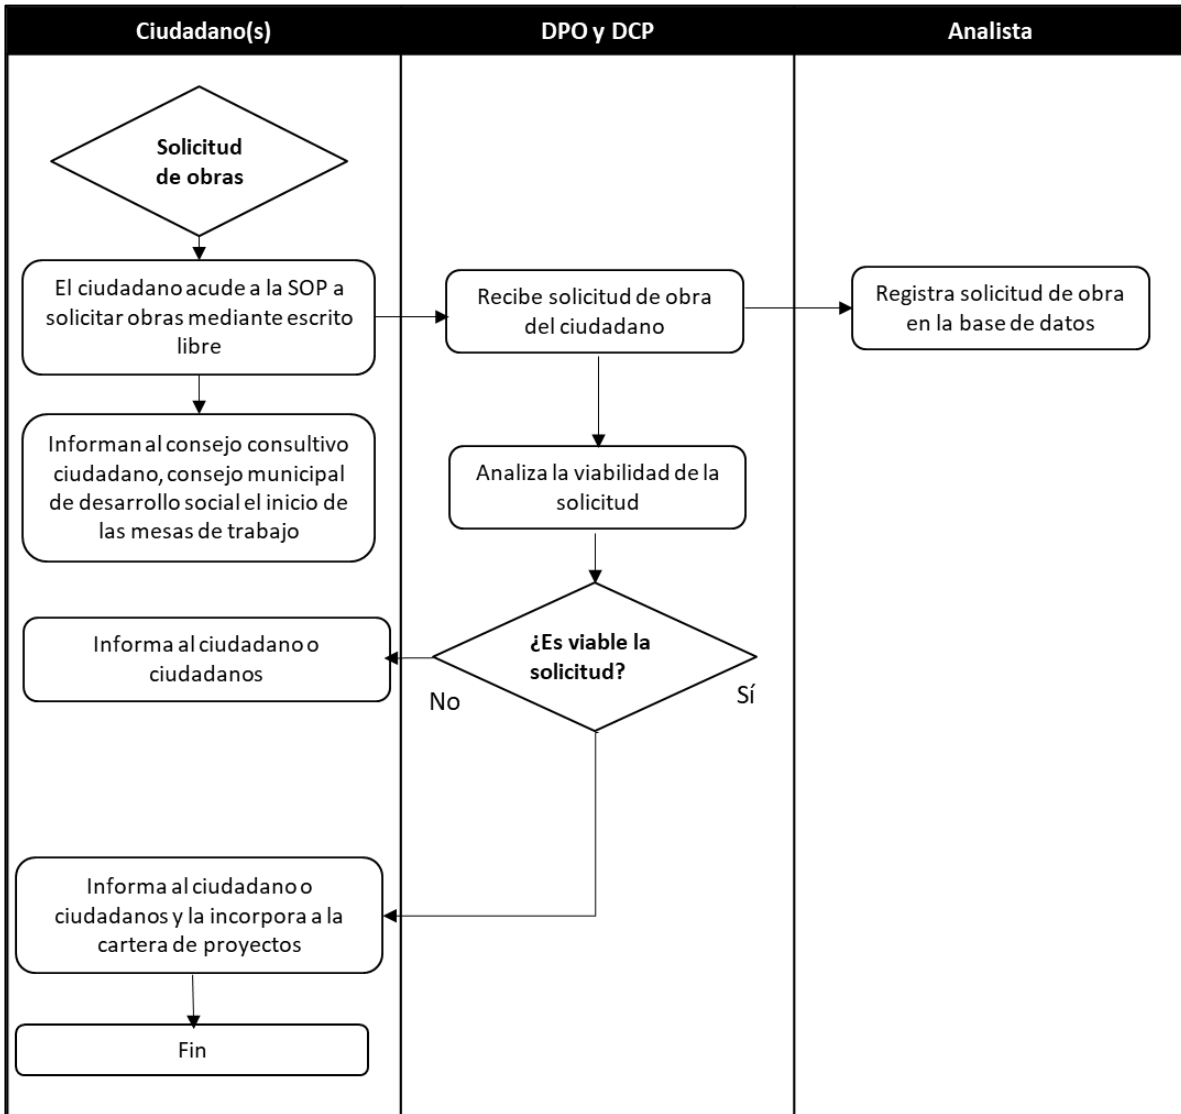 Ciudadano(s)
DPO y DCP
Analista
Solicitud
de obras
El ciudadano acude a la SOP a
solicitar obras mediante escrito
libre
Recibe solicitud de obra
del ciudadano
Registra solicitud de obra
en la base de datos
Informan al consejo consultivo
ciudadano, consejo municipal
de desarrollo social el inicio de
las mesas de trabajo
Analiza la viabilidad de la
solicitud
¿Es viable la
solicitud?
No
Sí
Informa al ciudadano o
ciudadanos
Informa al ciudadano o
ciudadanos y la incorpora a la
cartera de proyectos
Fin